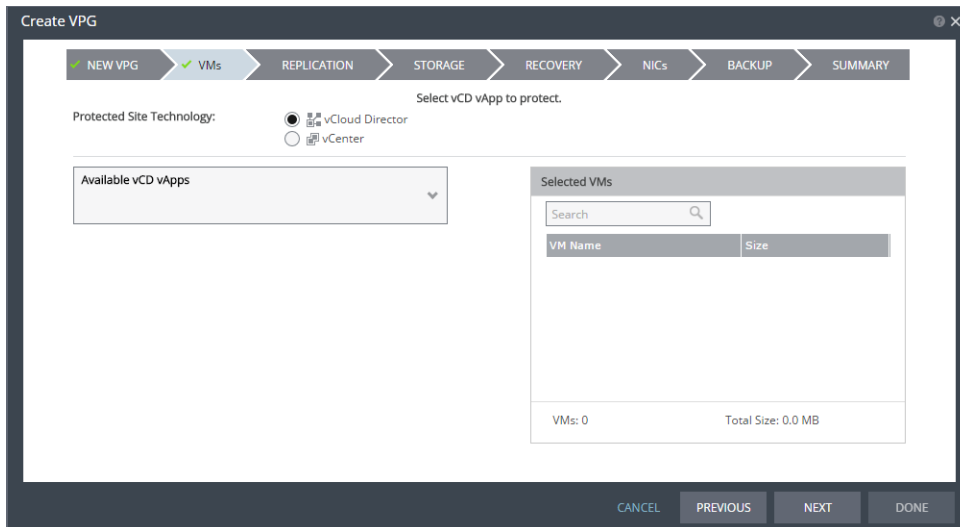 Create VPG
NEW VPG
VMs
REPLICATION
STORAGE
RECOVERY
NICs
BACKUP
SUMMARY
Select vCD vApp to protect.
Protected Site Technology:
vCloud Director
vCenter
Available vCD vApps
Selected VMs
Search
VM Name
Size
VMs: 0
Total Size: 0.0 MB
CANCEL
PREVIOUS
NEXT
DONE